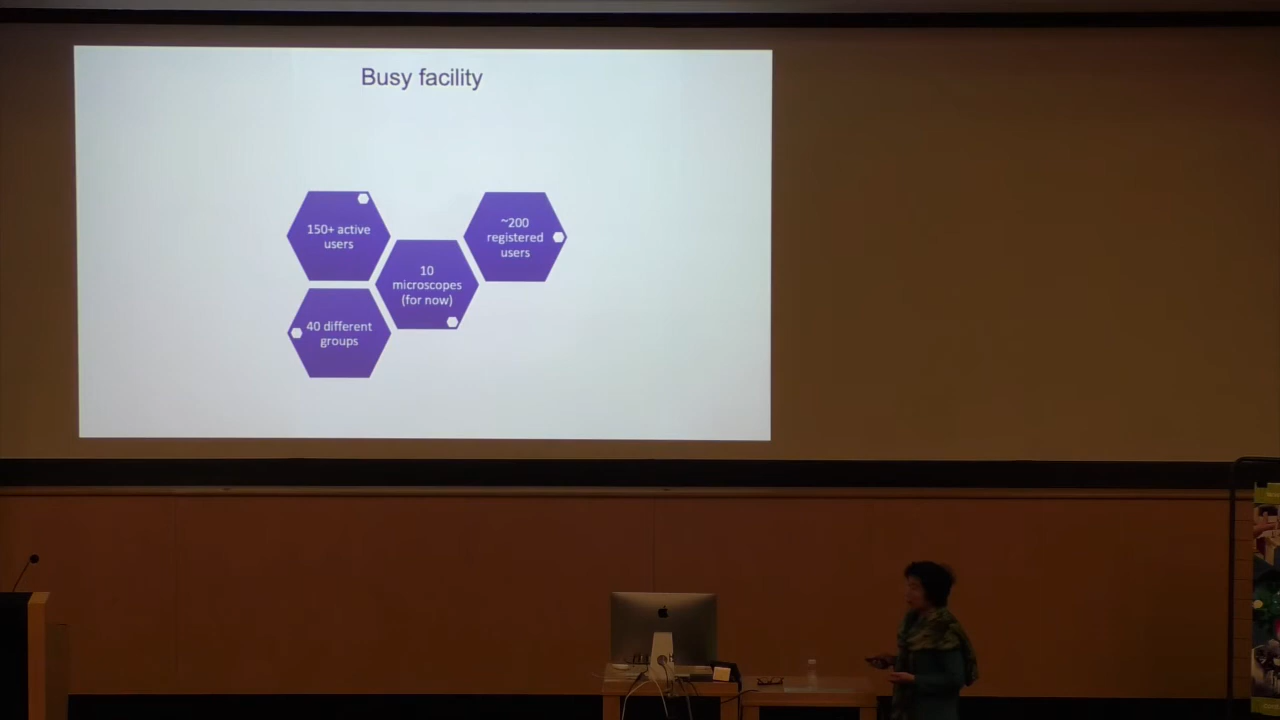 Busy facility
150+ active
users
~200
registered
users
10
microscopes
(for now)
40 different
groups